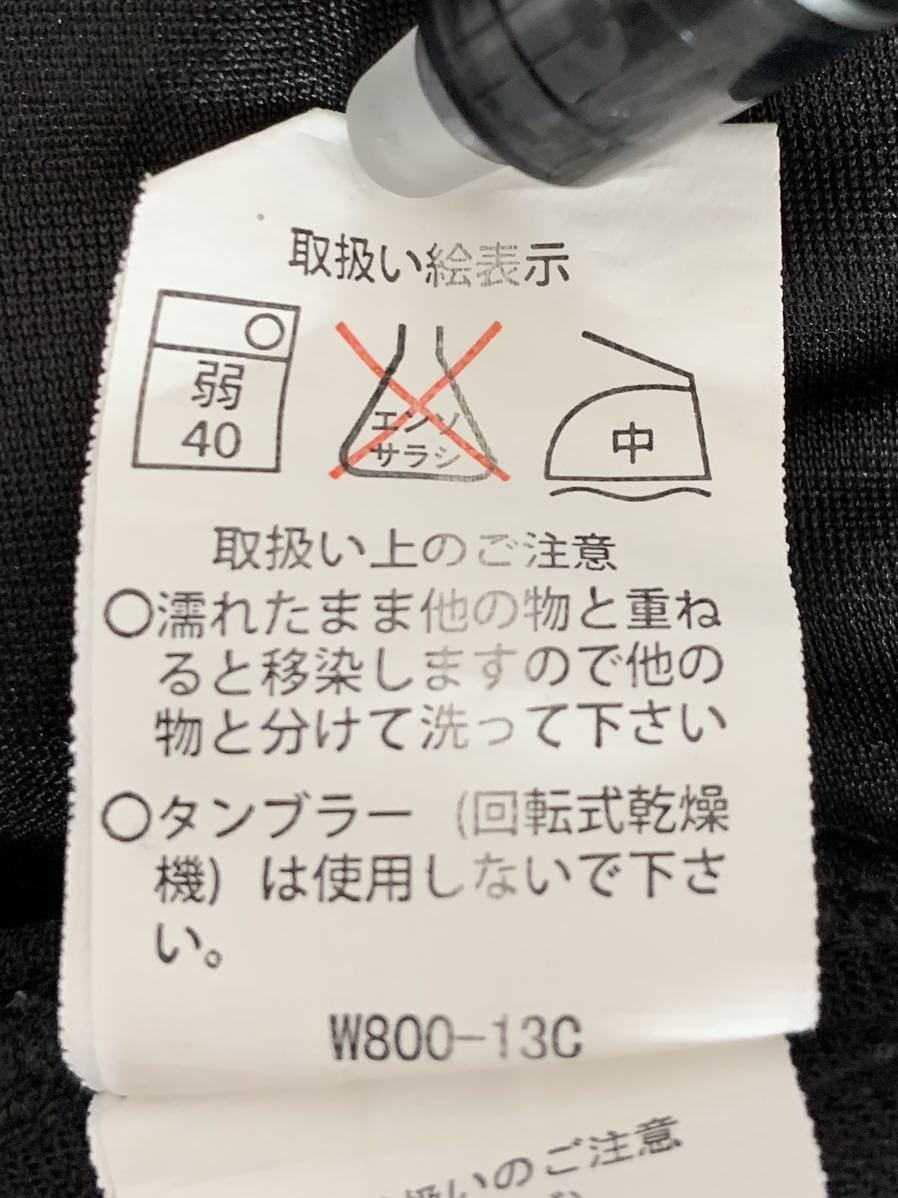 取扱い絵表示
弱
40
エンソ
サラシ
中
取扱い上のご注意
○濡れたまま他の物と重ね
ると移染しますので他の
物と分けて洗って下さい
○タンブラー (回転式乾燥
機) は使用しないで下さ
い。
W800-13C
扱いのご注意